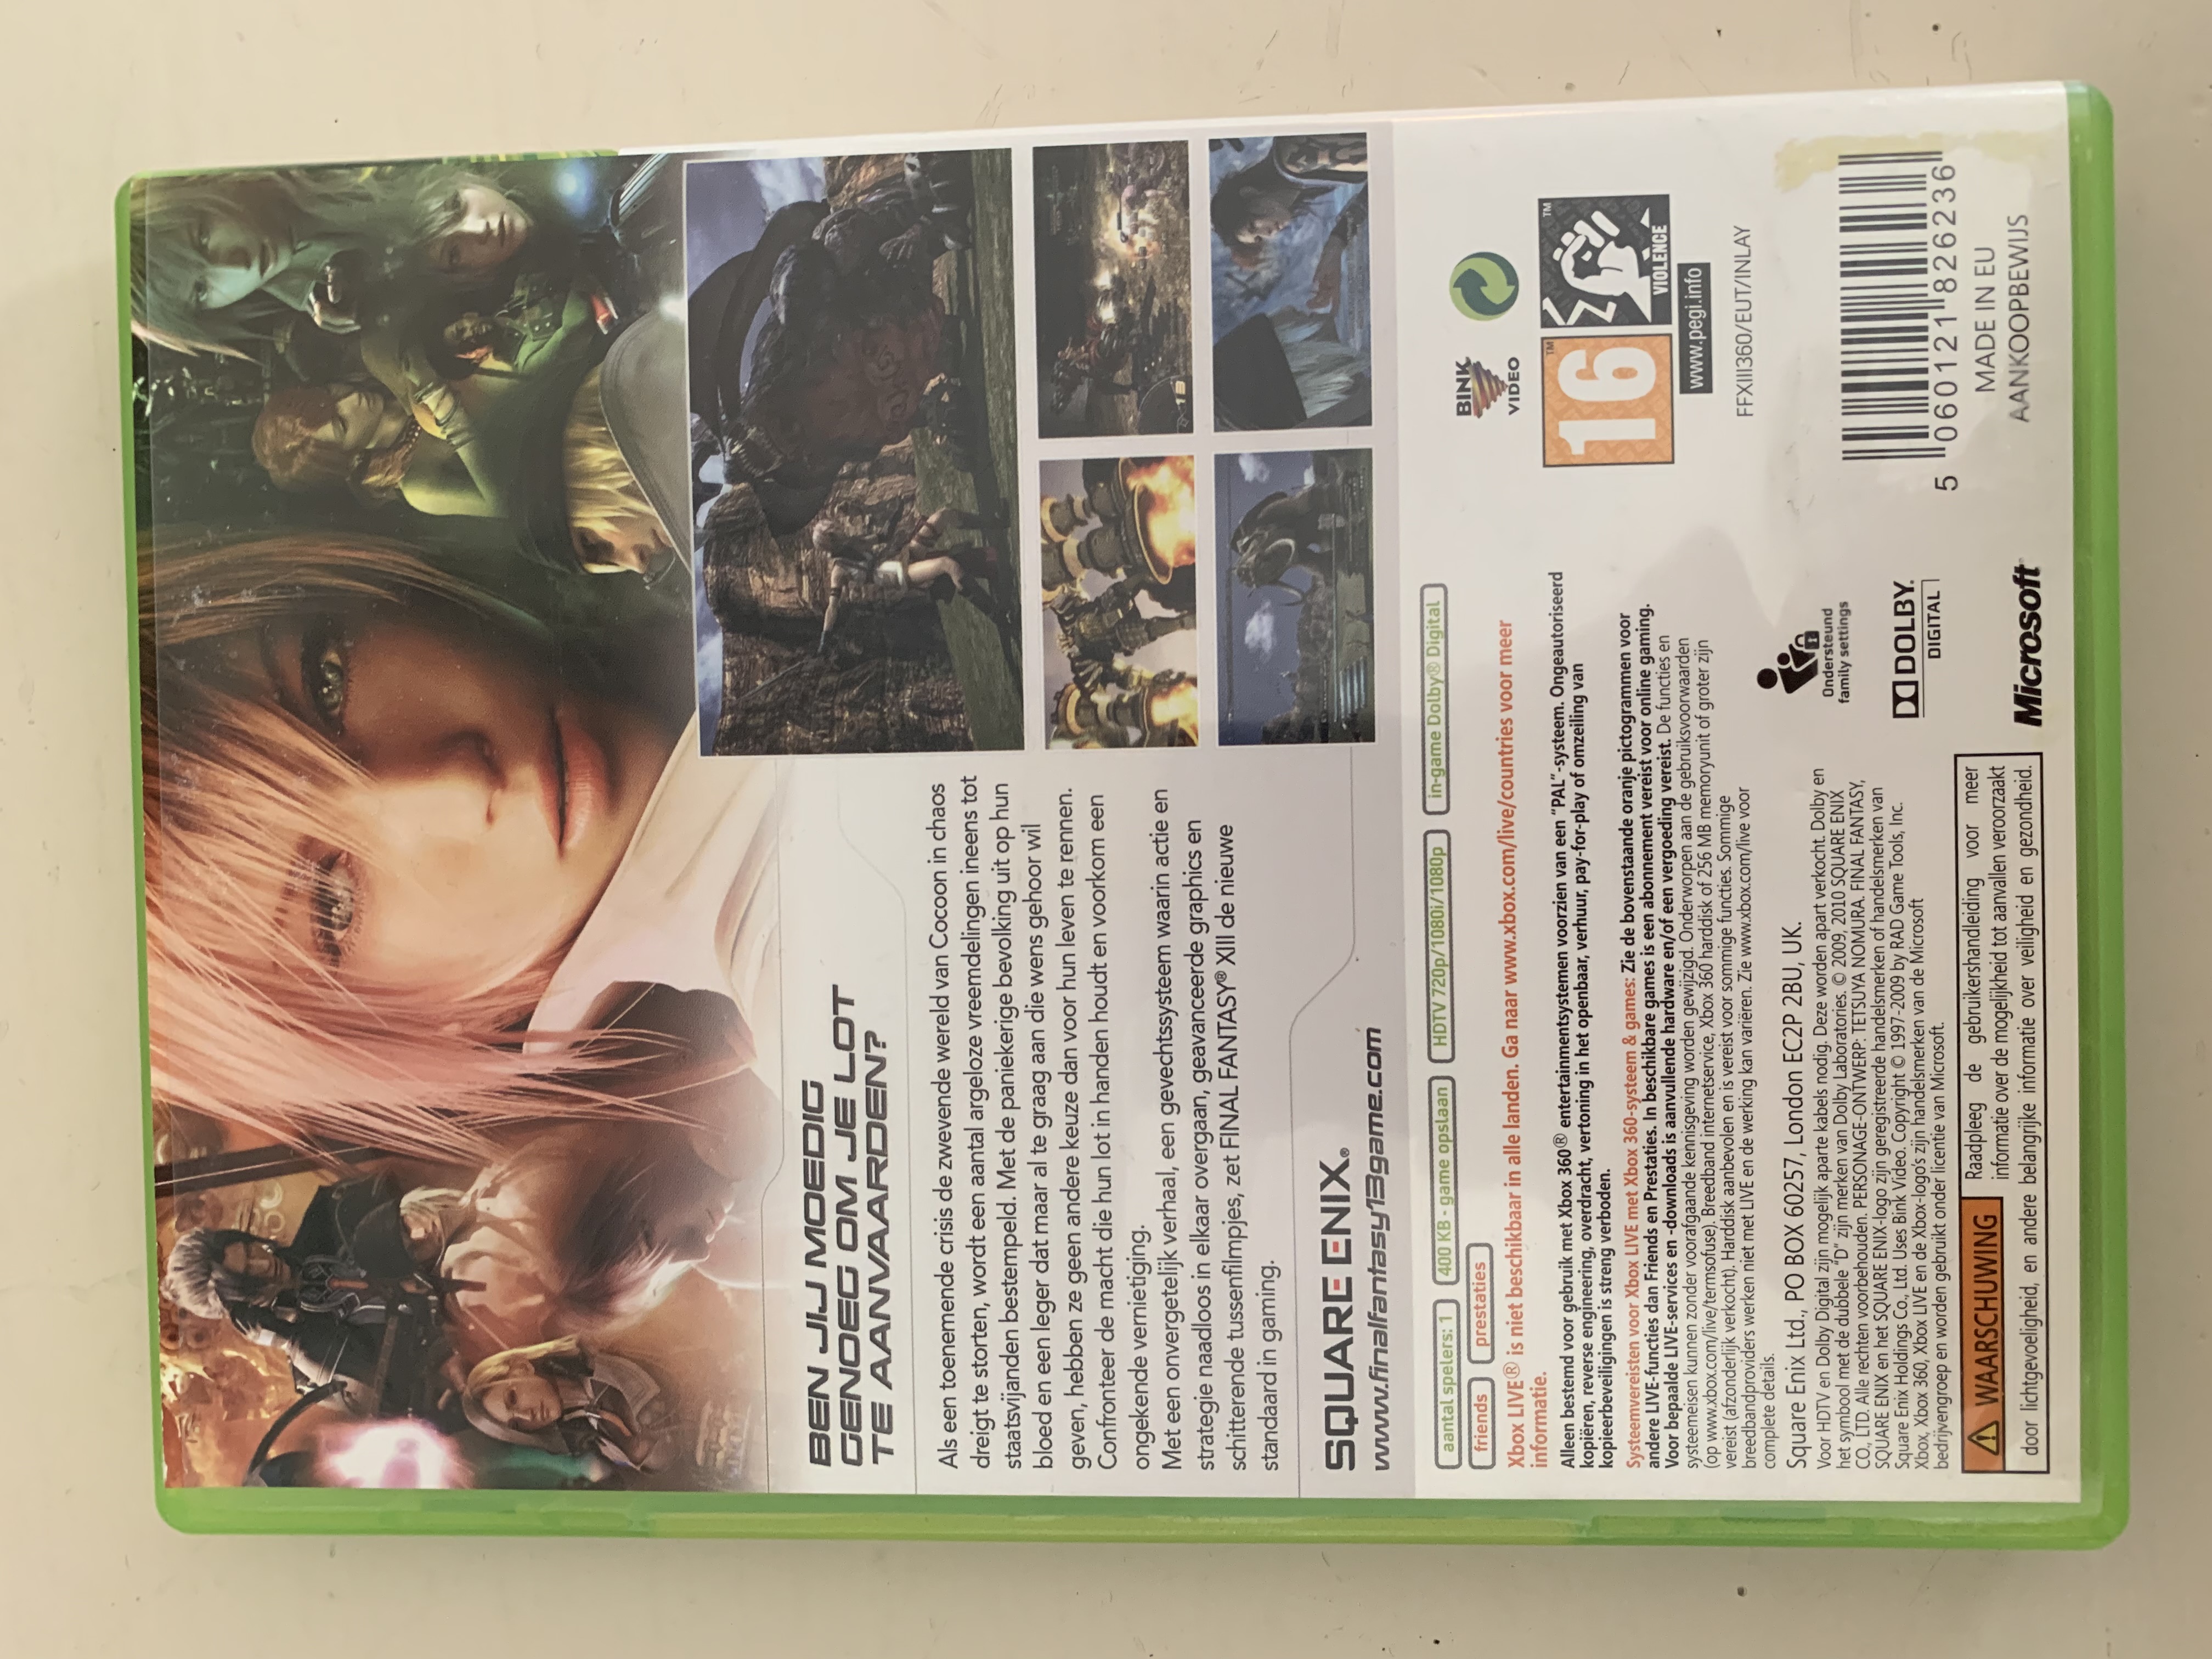 BEN JIJ MOEDIG
GENOEG OM JE LOT
TE AANVAARDEN?
Als een toenemende crisis de zwevende wereld van Cocoon in chaos
dreigt te storten, wordt een aantal argeloze vreemdelingen ineens tot
staatsvijanden bestempeld. Met de paniekerige bevolking uit op hun
bloed en een leger dat maar al te graag aan die wens gehoor wil
geven, hebben ze geen andere keuze dan voor hun leven te rennen.
Confronteer de macht die hun lot in handen houdt en voorkom een
ongekende vernietiging.
Met een onvergetelijk verhaal, een gevechtssysteem waarin actie en
strategie naadloos in elkaar overgaan, geavanceerde graphics en
schitterende tussenfilmpjes, zet FINAL FANTASY® XIII de nieuwe
standaard in gaming.
SQUARE ENIX®
www.finalfantasy13game.com
aantal spelers: 1
400 KB - game opslaan
HDTV 720p/1080i/1080p
in-game Dolby® Digital
friends
prestaties
Xbox LIVE® is niet beschikbaar in alle landen. Ga naar www.xbox.com/live/countries voor meer
informatie.
Alleen bestemd voor gebruik met Xbox 360® entertainmentsystemen voorzien van een “PAL”-systeem. Ongeautoriseerd
kopiëren, reverse engineering, overdracht, vertoning in het openbaar, verhuur, pay-for-play of omzeiling van
kopieerbeveiligingen is streng verboden.
Systeemvereisten voor Xbox LIVE met Xbox 360-systeem & games: Zie de bovenstaande oranje pictogrammen voor
andere LIVE-functies dan Friends en Prestaties. In beschikbare games is een abonnement vereist voor online gaming.
Voor bepaalde LIVE-services en -downloads is aanvullende hardware en/of een vergoeding vereist. De functies en
systeemeisen kunnen zonder voorafgaande kennisgeving worden gewijzigd. Onderworpen aan de gebruiksvoorwaarden
(op www.xbox.com/live/termsofuse). Breedband internetservice, Xbox 360 harddisk of 256 MB memoryunit of groter zijn
vereist (afzonderlijk verkocht). Harddisk aanbevolen en is vereist voor sommige functies. Sommige
breedbandproviders werken niet met LIVE en de werking kan variëren. Zie www.xbox.com/live voor
complete details.
Square Enix Ltd., PO BOX 60257, London EC2P 2BU, UK.
Voor HDTV en Dolby Digital zijn mogelijk aparte kabels nodig. Deze worden apart verkocht. Dolby en
het symbool met de dubbele “D” zijn merken van Dolby Laboratories. © 2009, 2010 SQUARE ENIX
CO., LTD. Alle rechten voorbehouden. PERSONAGE-ONTWERP: TETSUYA NOMURA. FINAL FANTASY,
SQUARE ENIX en het SQUARE ENIX-logo zijn geregistreerde handelsmerken of handelsmerken van
Square Enix Holdings Co., Ltd. Uses Bink Video. Copyright © 1997-2009 by RAD Game Tools, Inc.
Xbox, Xbox 360, Xbox LIVE en de Xbox-logo’s zijn handelsmerken van de Microsoft
bedrijvengroep en worden gebruikt onder licentie van Microsoft.
WAARSCHUWING
Raadpleeg de gebruikershandleiding voor meer
informatie over de mogelijkheid tot aanvallen veroorzaakt
door lichtgevoeligheid, en andere belangrijke informatie over veiligheid en gezondheid.
BINK
VIDEO
16 ™
™
VIOLENCE
www.pegi.info
FFXIII360/EUT/INLAY
Ondersteund
family settings
DOLBY.
DIGITAL
Microsoft
5 060121 826236
MADE IN EU
AANKOOPBEWIJS